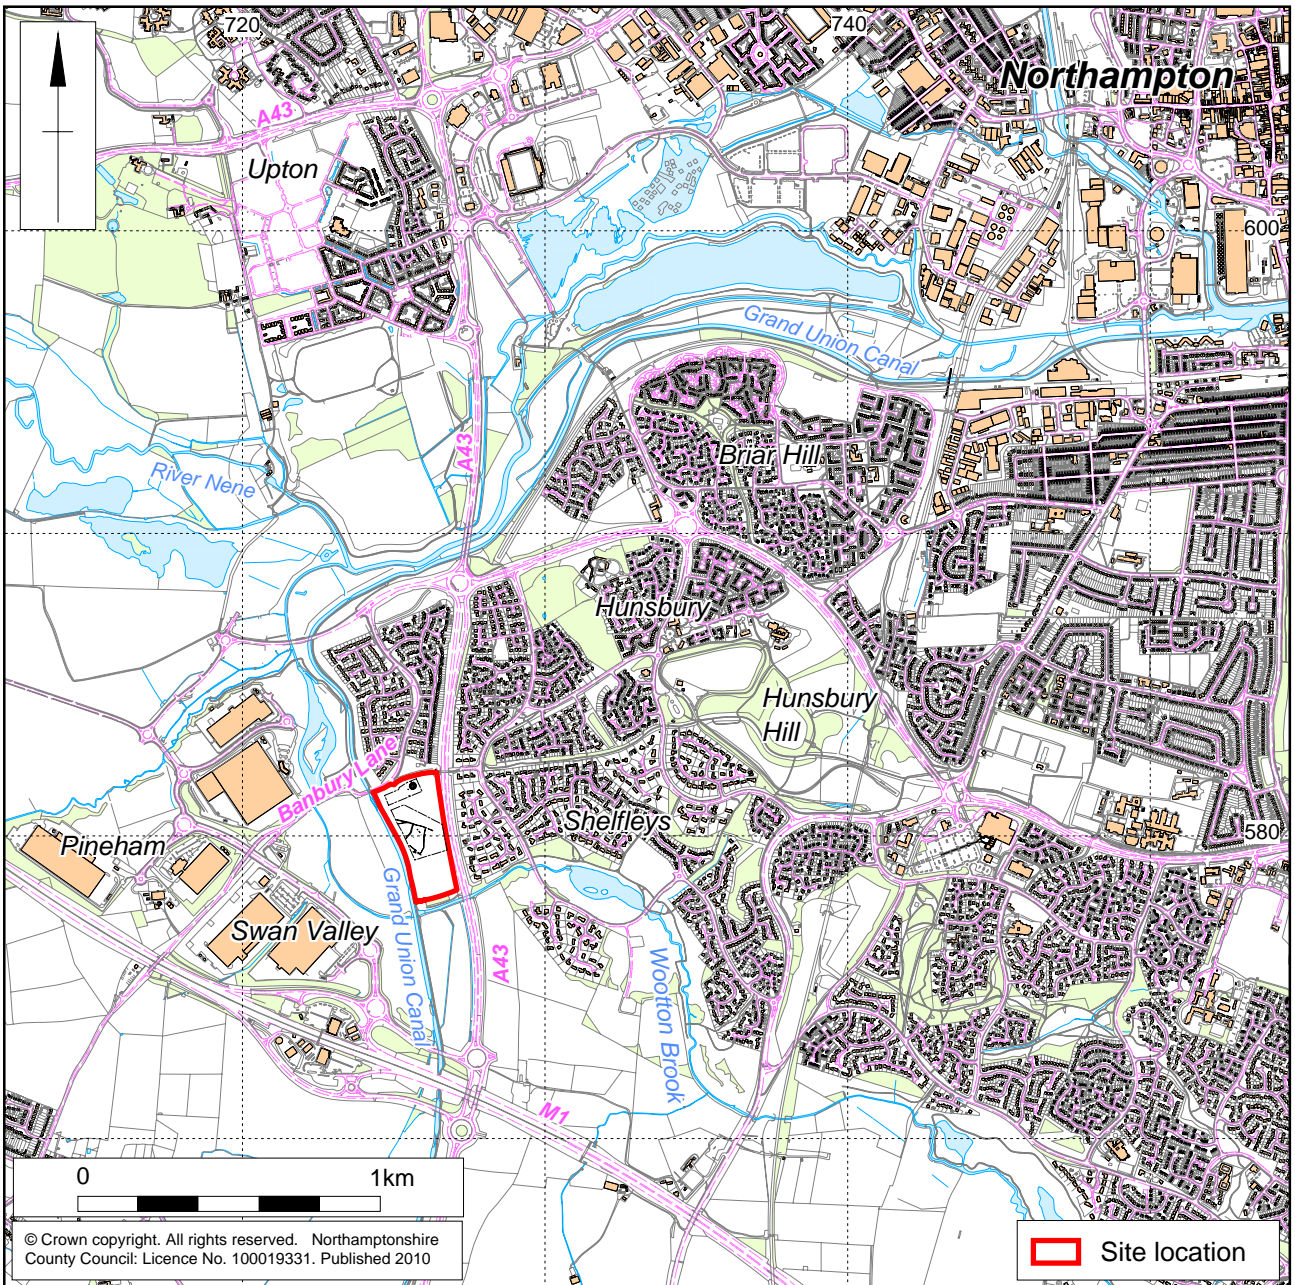 720
740
Northampton
A43
Upton
600
Grand Union Canal
A43
Briar Hill
River Nene
Hunsbury
Hunsbury
Hill
Banbury Lane
Shelfleys
580
Pineham
Grand Union Canal
Swan Valley
A43
Wootton Brook
M1
0 1km
© Crown copyright. All rights reserved. Northamptonshire
County Council: Licence No. 100019331. Published 2010
Site location